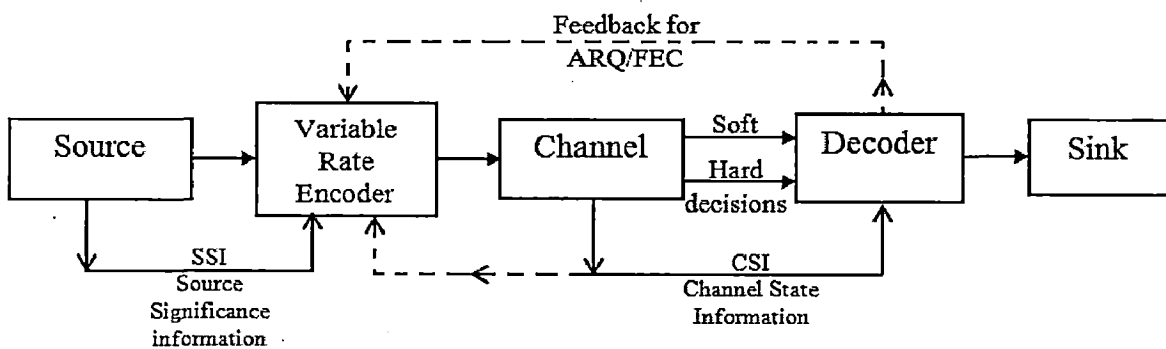 Feedback for
ARQ/FEC
Source
Variable
Rate
Encoder
Channel
Soft
Hard
decisions
Decoder
Sink
SSI
Source
Significance
information
CSI
Channel State
Information